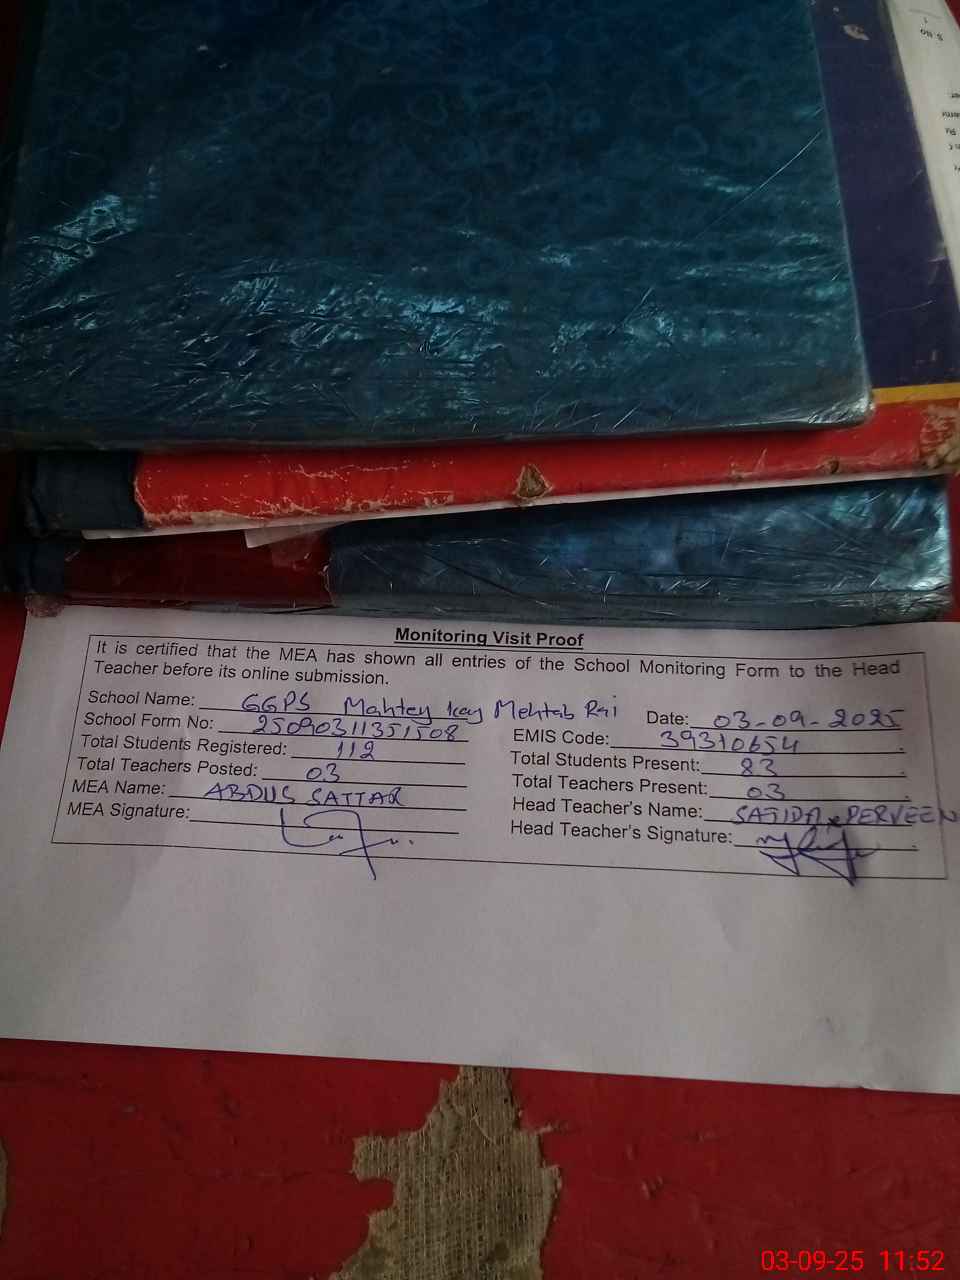 S. No
1
Monitoring Visit Proof
It is certified that the MEA has shown all entries of the School Monitoring Form to the Head
Teacher before its online submission.
School Name: GGPS Mahtey Kay Mehtab Rai Date: 03-09-2025
School Form No: 25090311351508 EMIS Code: 39310654
Total Students Registered: 112 Total Students Present: 83
Total Teachers Posted: 03 Total Teachers Present: 03
MEA Name: ABDUS SATTAR Head Teacher's Name: SAJIDA PERVEEN
MEA Signature: Head Teacher's Signature:
03-09-25 11:52